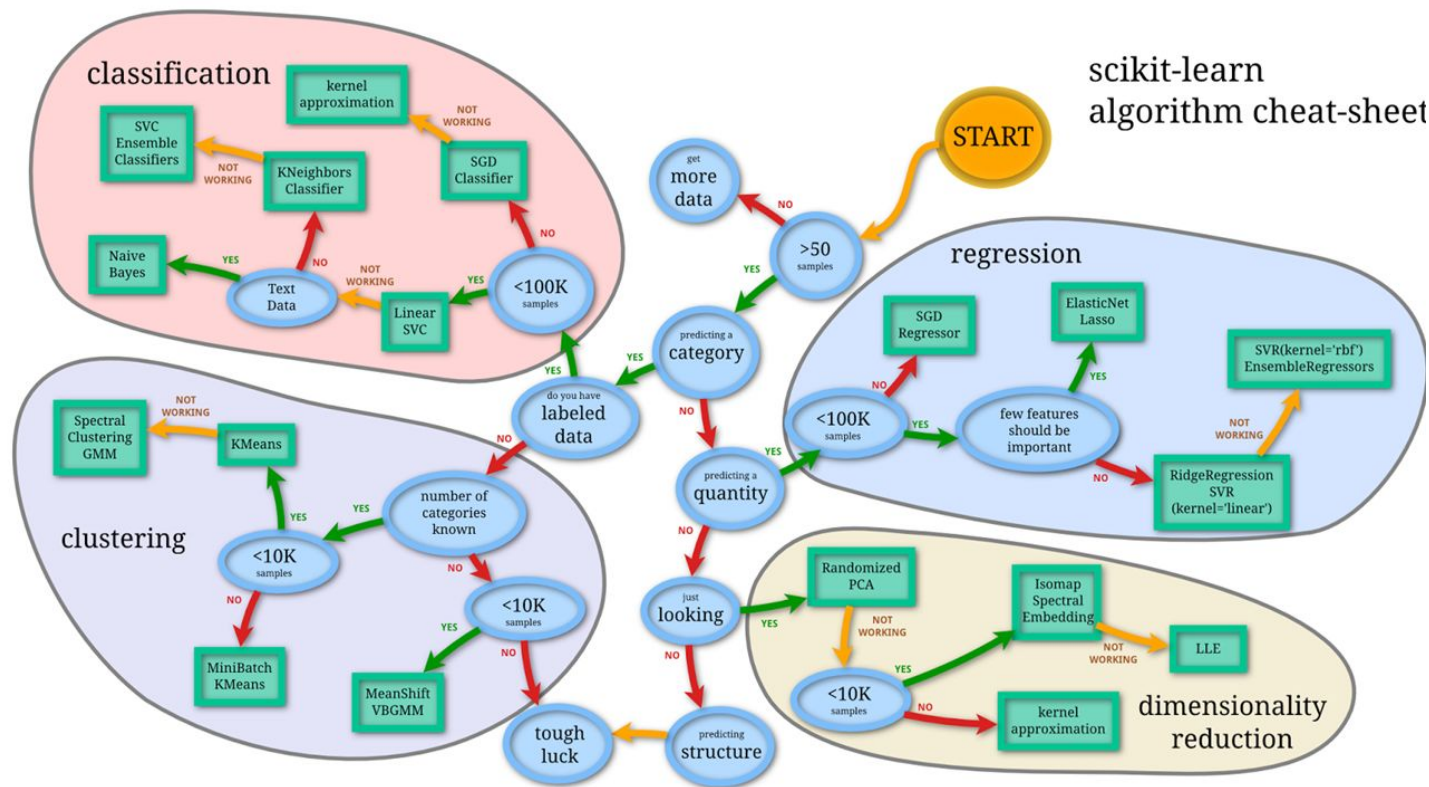 scikit-learn
algorithm cheat-sheet
START
classification
kernel
approximation
NOT
WORKING
SVC
Ensemble
Classifiers
NOT
WORKING
KNeighbors
Classifier
SGD
Classifier
Naive
Bayes
YES
NO
Text
Data
NOT
WORKING
Linear
SVC
YES
NO
<100K
samples
YES
get
more
data
NO
>50
samples
YES
predicting a
category
YES
NO
do you have
labeled
data
NO
predicting a
quantity
YES
NO
just
looking
YES
NO
predicting
structure
tough
luck
regression
SGD
Regressor
ElasticNet
Lasso
SVR(kernel='rbf')
EnsembleRegressors
NO
YES
<100K
samples
YES
few features
should be
important
NOT
WORKING
NO
RidgeRegression
SVR
(kernel='linear')
clustering
Spectral
Clustering
GMM
NOT
WORKING
KMeans
YES
number of
categories
known
YES
NO
<10K
samples
NO
MiniBatch
KMeans
<10K
samples
YES
NO
MeanShift
VBGMM
Randomized
PCA
NOT
WORKING
Isomap
Spectral
Embedding
NOT
WORKING
LLE
<10K
samples
YES
NO
kernel
approximation
dimensionality
reduction